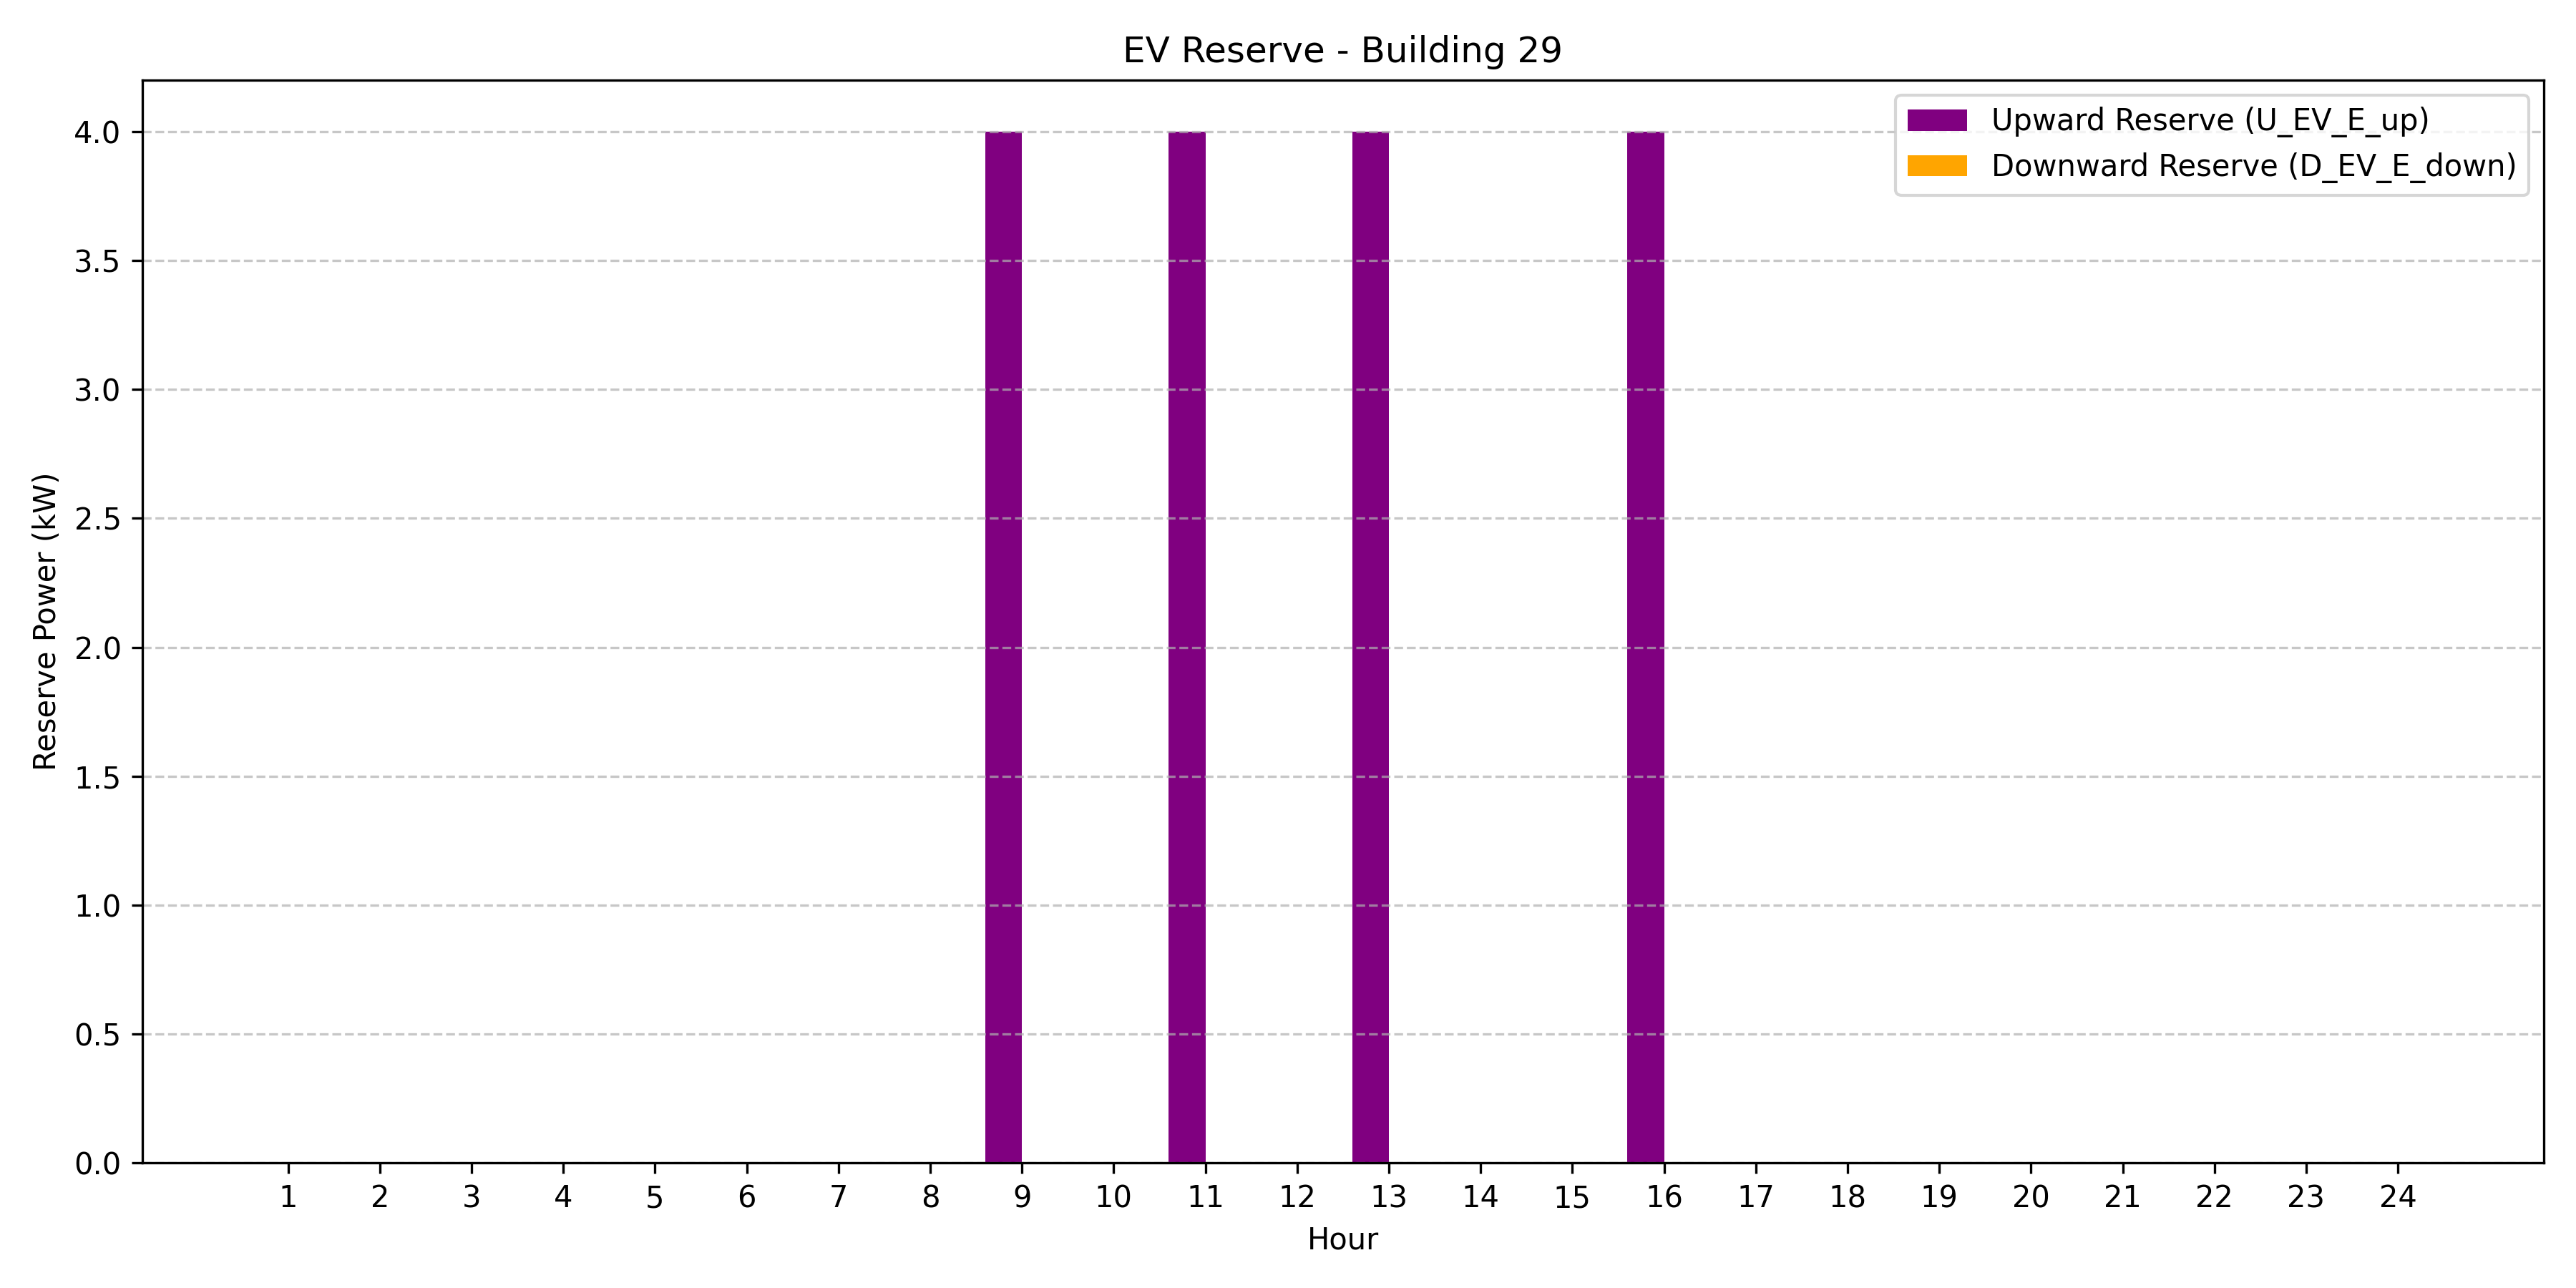 EV Reserve - Building 29
Upward Reserve (U_EV_E_up)
Downward Reserve (D_EV_E_down)
4.0
3.5
3.0
2.5
2.0
1.5
1.0
0.5
0.0
Reserve Power (kW)
1 2 3 4 5 6 7 8 9 10 11 12 13 14 15 16 17 18 19 20 21 22 23 24
Hour